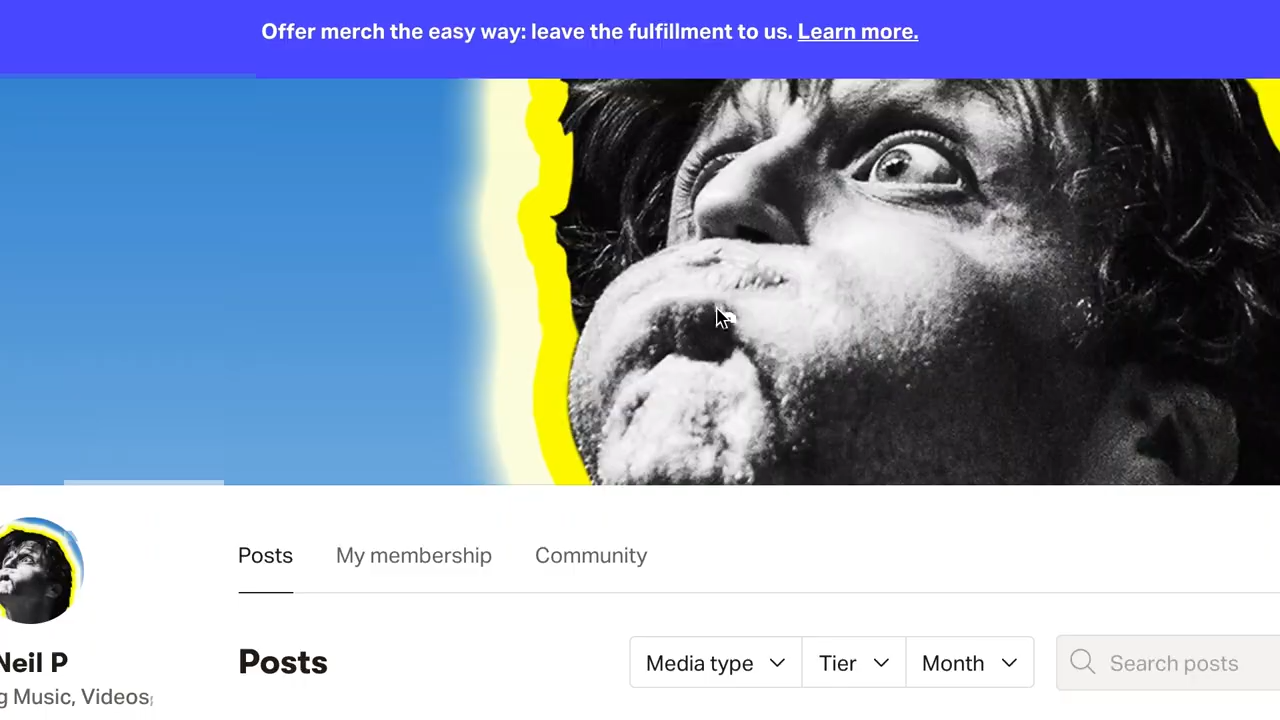 Offer merch the easy way: leave the fulfillment to us. Learn more.
Posts My membership Community
Posts
Media type Tier Month Search posts
Neil P
g Music, Videos